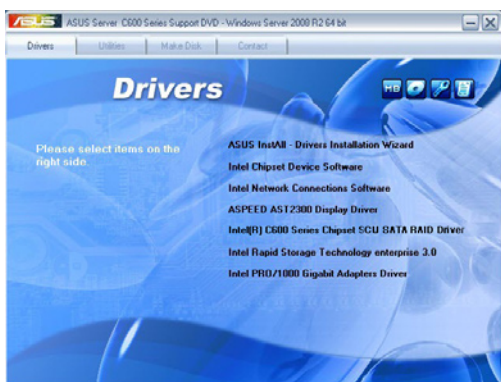 ASUS ASUS Server C600 Series Support DVD - Windows Server 2008 R2 64 bit
Drivers Utilities Make Disk Contact
Drivers
MB
Please select items on the
right side.
ASUS InstAll - Drivers Installation Wizard
Intel Chipset Device Software
Intel Network Connections Software
ASPEED AST2300 Display Driver
Intel(R) C600 Series Chipset SCU SATA RAID Driver
Intel Rapid Storage Technology enterprise 3.0
Intel PRO/1000 Gigabit Adapters Driver